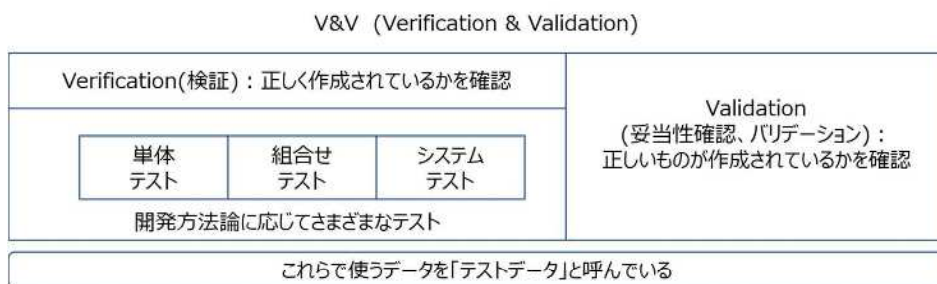 V&V (Verification & Validation)
Verification(検証)：正しく作成されているかを確認
単体
テスト
組合せ
テスト
システム
テスト
開発方法論に応じてさまざまなテスト
Validation
(妥当性確認、バリデーション)：
正しいものが作成されているかを確認
これらで使うデータを「テストデータ」と呼んでいる